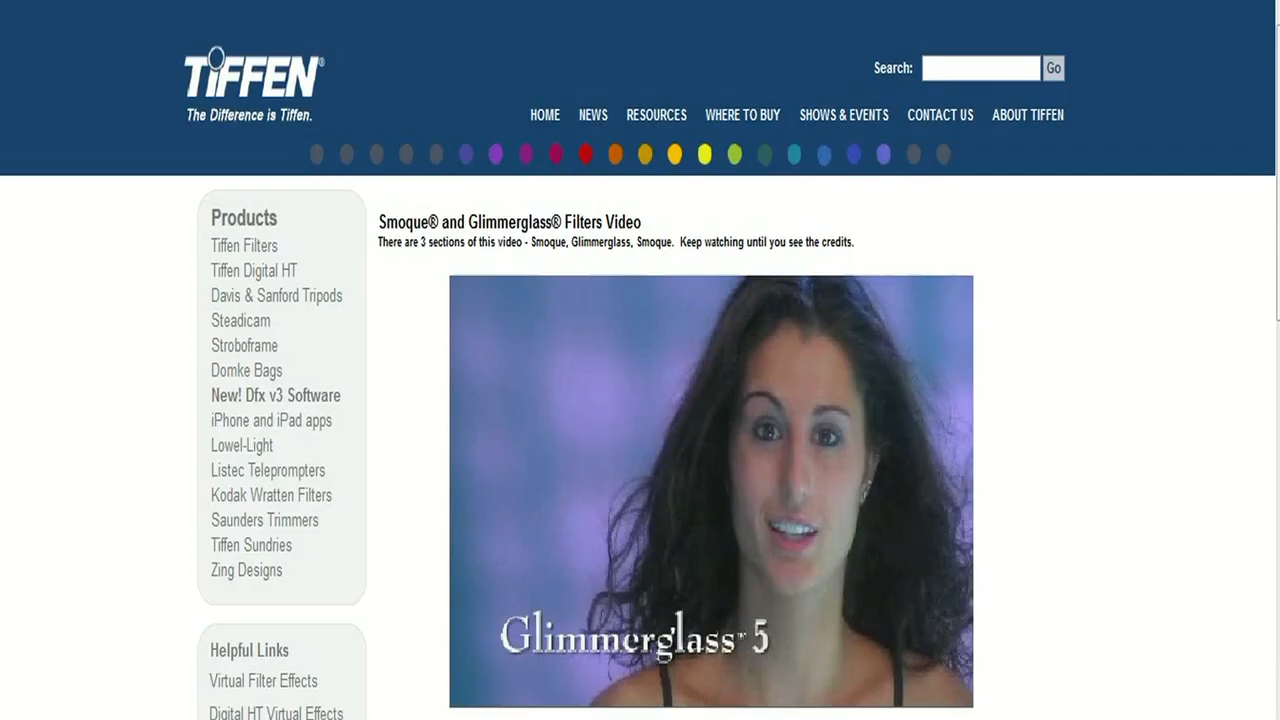 TiFFEN®
The Difference is Tiffen.
Search:
Go
HOME NEWS RESOURCES WHERE TO BUY SHOWS & EVENTS CONTACT US ABOUT TIFFEN
Products
Tiffen Filters
Tiffen Digital HT
Davis & Sanford Tripods
Steadicam
Stroboframe
Domke Bags
New! Dfx v3 Software
iPhone and iPad apps
Lowel-Light
Listec Teleprompters
Kodak Wratten Filters
Saunders Trimmers
Tiffen Sundries
Zing Designs
Helpful Links
Virtual Filter Effects
Digital HT Virtual Effects
Smoque® and Glimmerglass® Filters Video
There are 3 sections of this video - Smoque, Glimmerglass, Smoque. Keep watching until you see the credits.
Glimmerglass™ 5